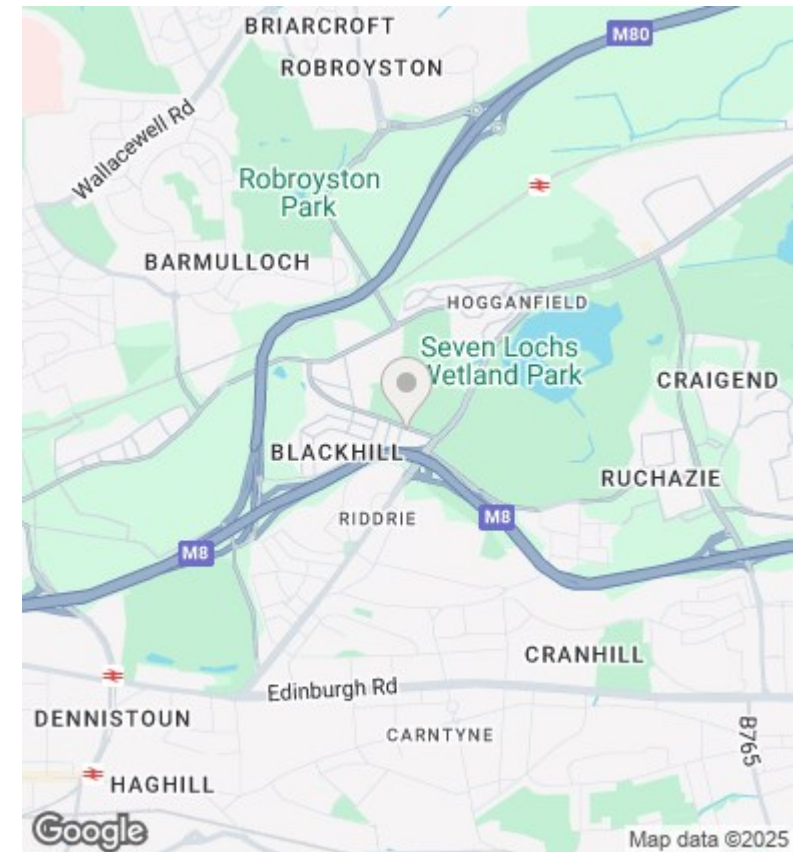 BRIARCROFT
M80
ROBROYSTON
Wallacewell Rd
Robroyston
Park
BARMULLOCH
HOGGANFIELD
Seven Lochs
Wetland Park
CRAIGEND
BLACKHILL
RUCHAZIE
RIDDRIE
M8
M8
CRANHILL
Edinburgh Rd
DENNISTOUN
CARNTYNE
B765
HAGHILL
Google
Map data ©2025